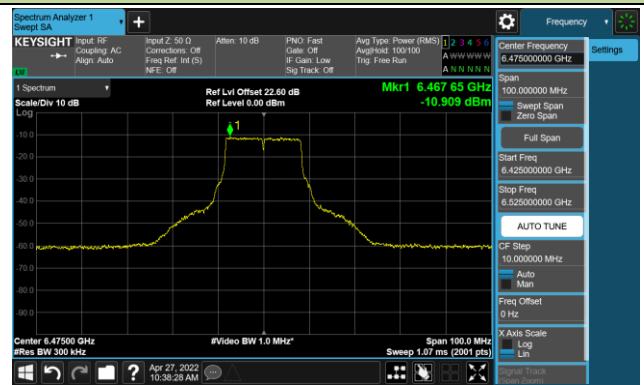 Spectrum Analyzer 1
Swept SA
Frequency
KEYSIGHT
Input: RF
Coupling: AC
Align: Auto
Input Z: 50 Ω
Corrections: Off
Freq Ref: Int (S)
NFE: Off
Atten: 10 dB
PNO: Fast
Gate: Off
IF Gain: Low
Sig Track: Off
Avg Type: Power (RMS)
Avg|Hold: 100/100
Trig: Free Run
1 2 3 4 5 6
A W W W W W
A N N N N N
1 Spectrum
Scale/Div 10 dB
Log
Ref Lvl Offset 22.60 dB
Ref Level 0.00 dBm
Mkr1 6.467 65 GHz
-10.909 dBm
1
-10.0
-20.0
-30.0
-40.0
-50.0
-60.0
-70.0
-80.0
-90.0
Center 6.47500 GHz
#Res BW 300 kHz
#Video BW 1.0 MHz*
Span 100.0 MHz
Sweep 1.07 ms (2001 pts)
Apr 27, 2022
10:38:28 AM
Center Frequency
6.475000000 GHz
Settings
Span
100.000000 MHz
Swept Span
Zero Span
Full Span
Start Freq
6.425000000 GHz
Stop Freq
6.525000000 GHz
AUTO TUNE
CF Step
10.000000 MHz
Auto
Man
Freq Offset
0 Hz
X Axis Scale
Log
Lin
Signal Track
(Span Zoom)